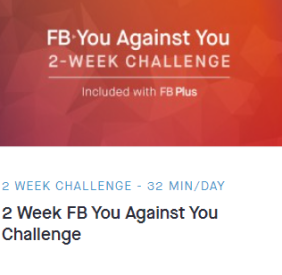 FB·You Against You
2-WEEK CHALLENGE
Included with FB Plus
2 WEEK CHALLENGE - 32 MIN/DAY
2 Week FB You Against You
Challenge